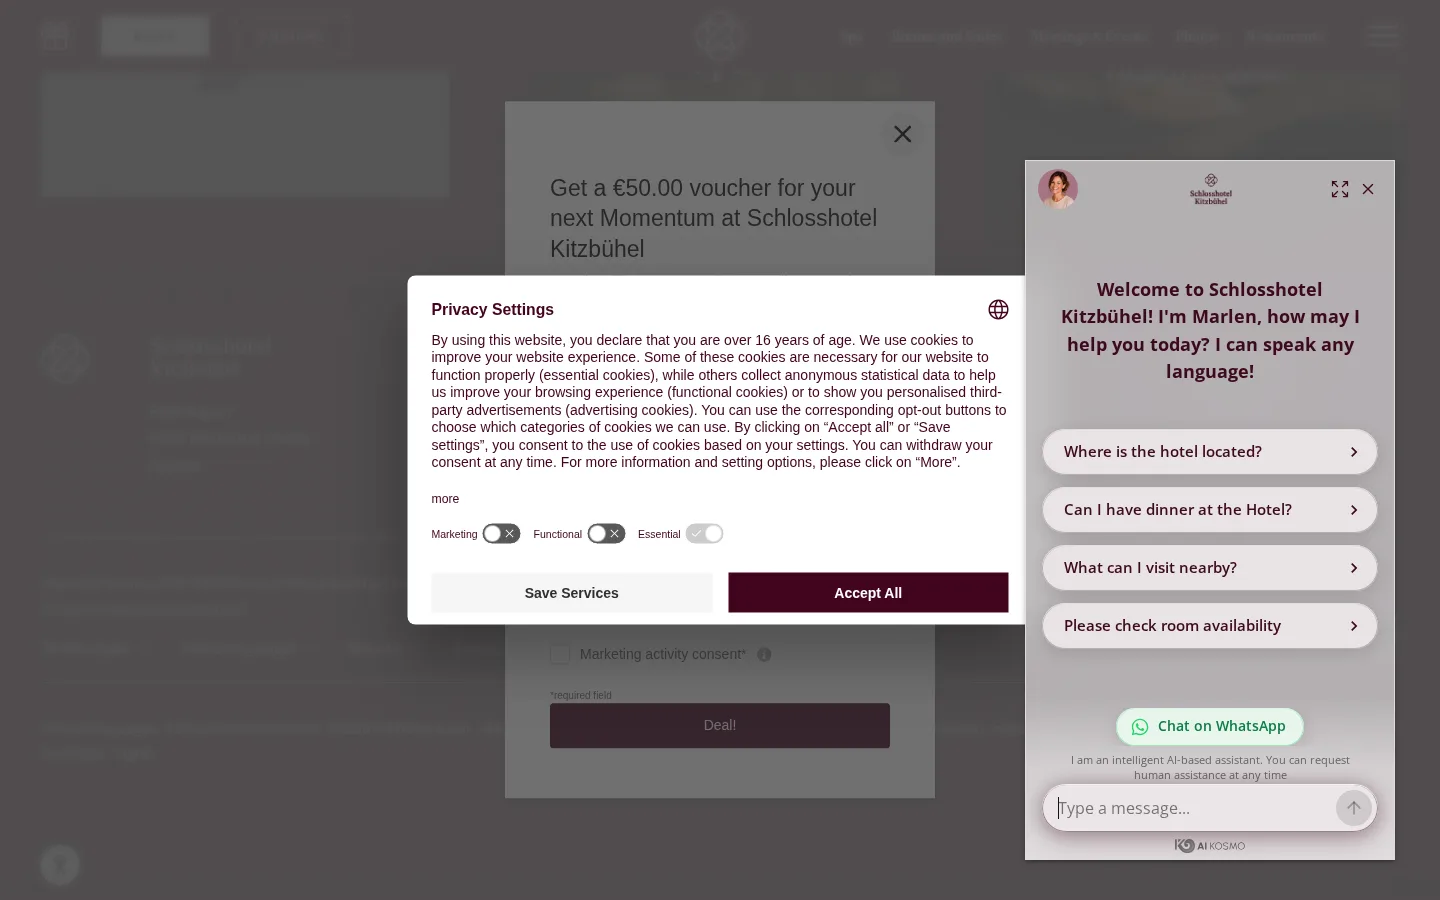 Get a €50.00 voucher for your
next Momentum at Schlosshotel
Kitzbühel
Privacy Settings
By using this website, you declare that you are over 16 years of age. We use cookies to
improve your website experience. Some of these cookies are necessary for our website to
function properly (essential cookies), while others collect anonymous statistical data to help
us improve your browsing experience (functional cookies) or to show you personalised third-
party advertisements (advertising cookies). You can use the corresponding opt-out buttons to
choose which categories of cookies we can use. By clicking on “Accept all” or “Save
settings”, you consent to the use of cookies based on your settings. You can withdraw your
consent at any time. For more information and setting options, please click on “More”.
more
Marketing Functional Essential
Save Services Accept All
Marketing activity consent*
*required field
Deal!
Schlosshotel
Kitzbühel
Welcome to Schlosshotel
Kitzbühel! I'm Marlen, how may I
help you today? I can speak any
language!
Where is the hotel located?
Can I have dinner at the Hotel?
What can I visit nearby?
Please check room availability
Chat on WhatsApp
I am an intelligent AI-based assistant. You can request
human assistance at any time
Type a message...
AI KOSMO